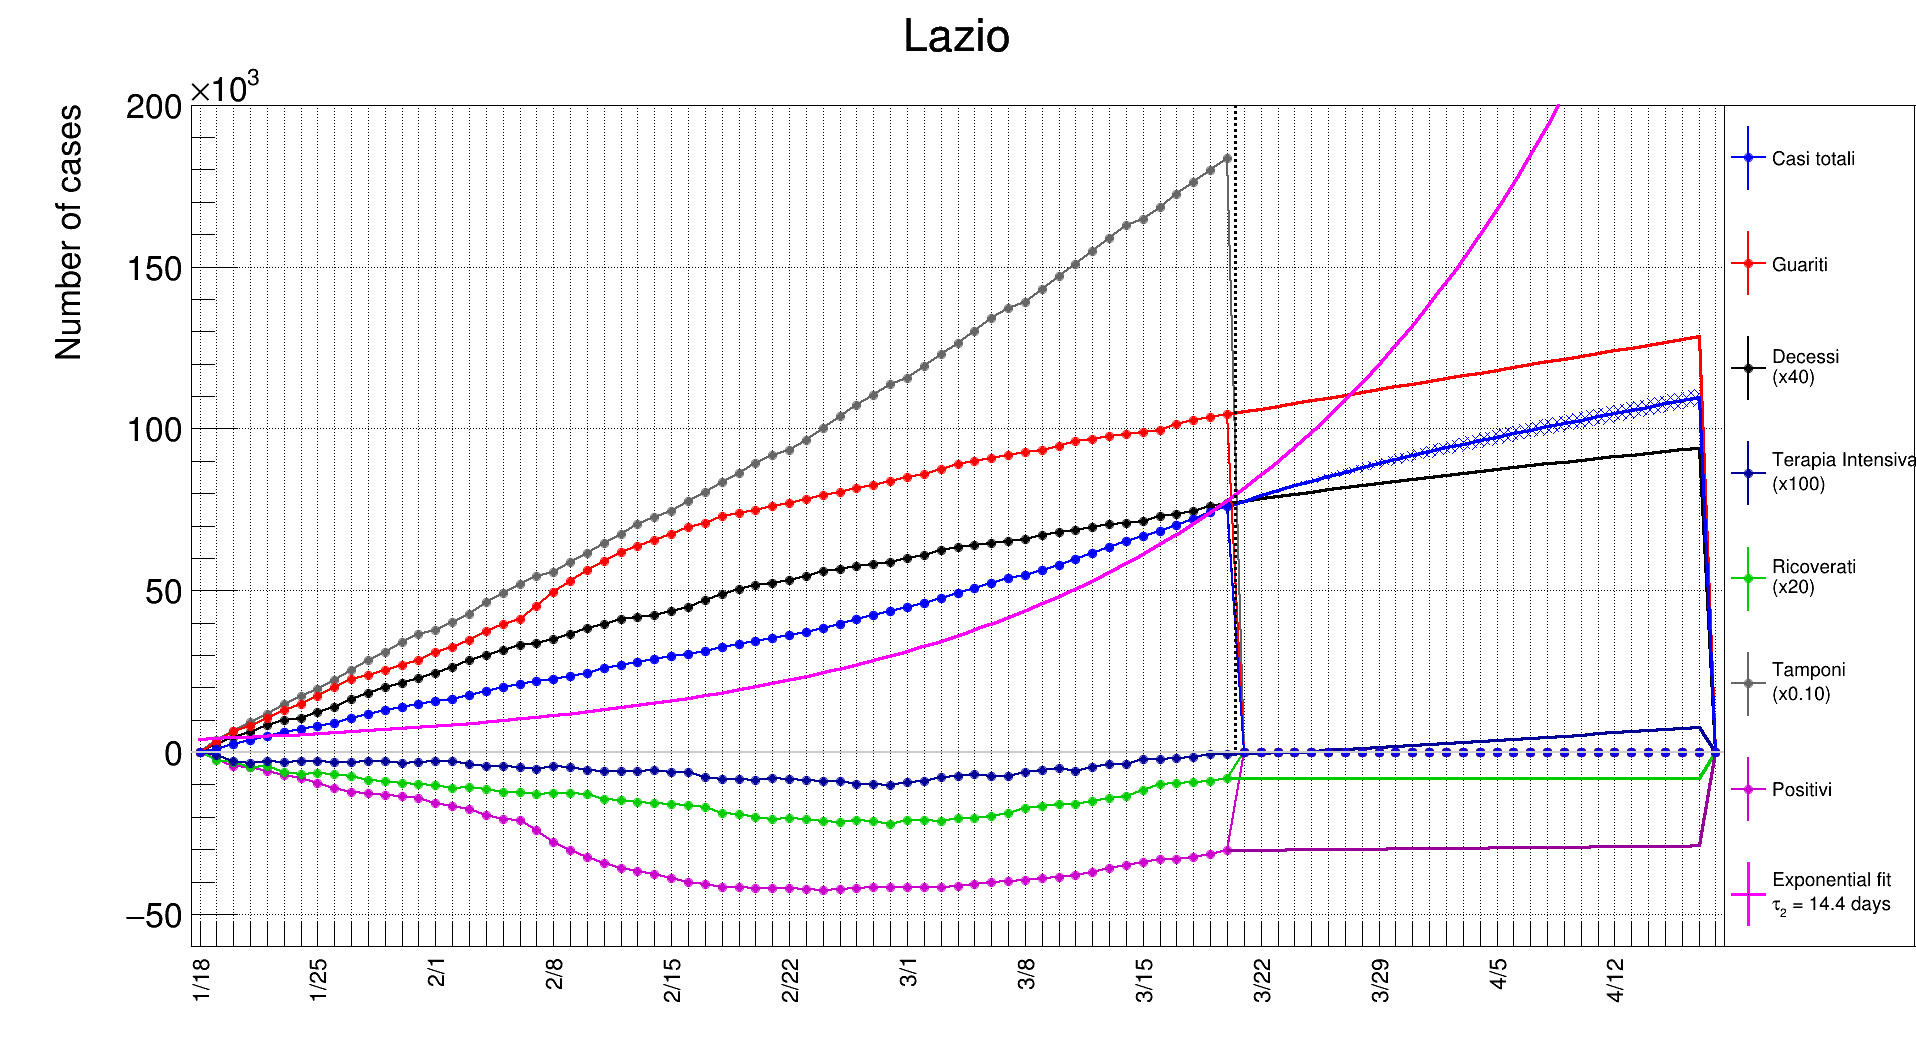 Lazio
×10³
Number of cases
200
150
100
50
0
−50
1/18
1/25
2/1
2/8
2/15
2/22
3/1
3/8
3/15
3/22
3/29
4/5
4/12
Casi totali
Guariti
Decessi
(x40)
Terapia Intensiva
(x100)
Ricoverati
(x20)
Tamponi
(x0.10)
Positivi
Exponential fit
τ₂ = 14.4 days